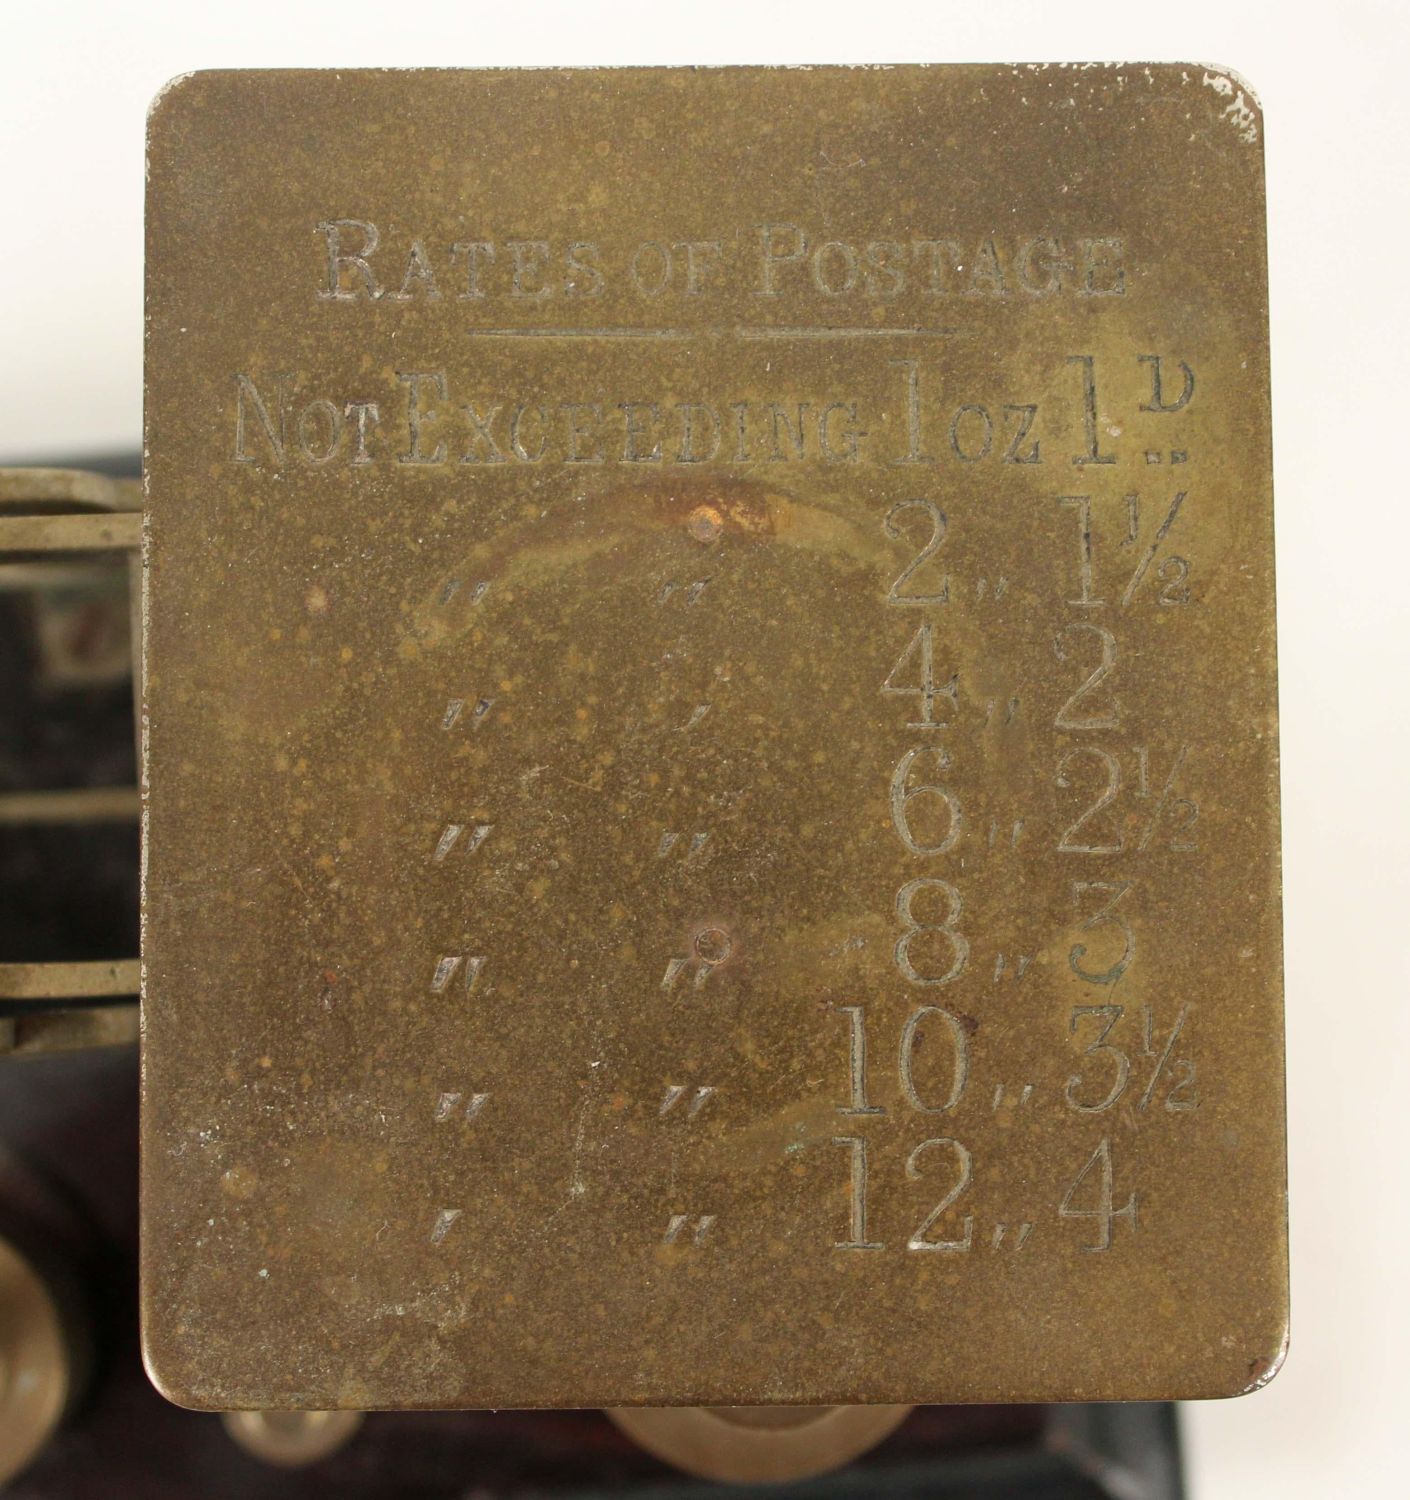 RATES OF POSTAGE
NOT EXCEEDING 1 OZ 1D
" " 2 " 1½
" ' 4 " 2
" " 6 " 2½
" " 8 " 3
" " 10 " 3½
' " 12 " 4